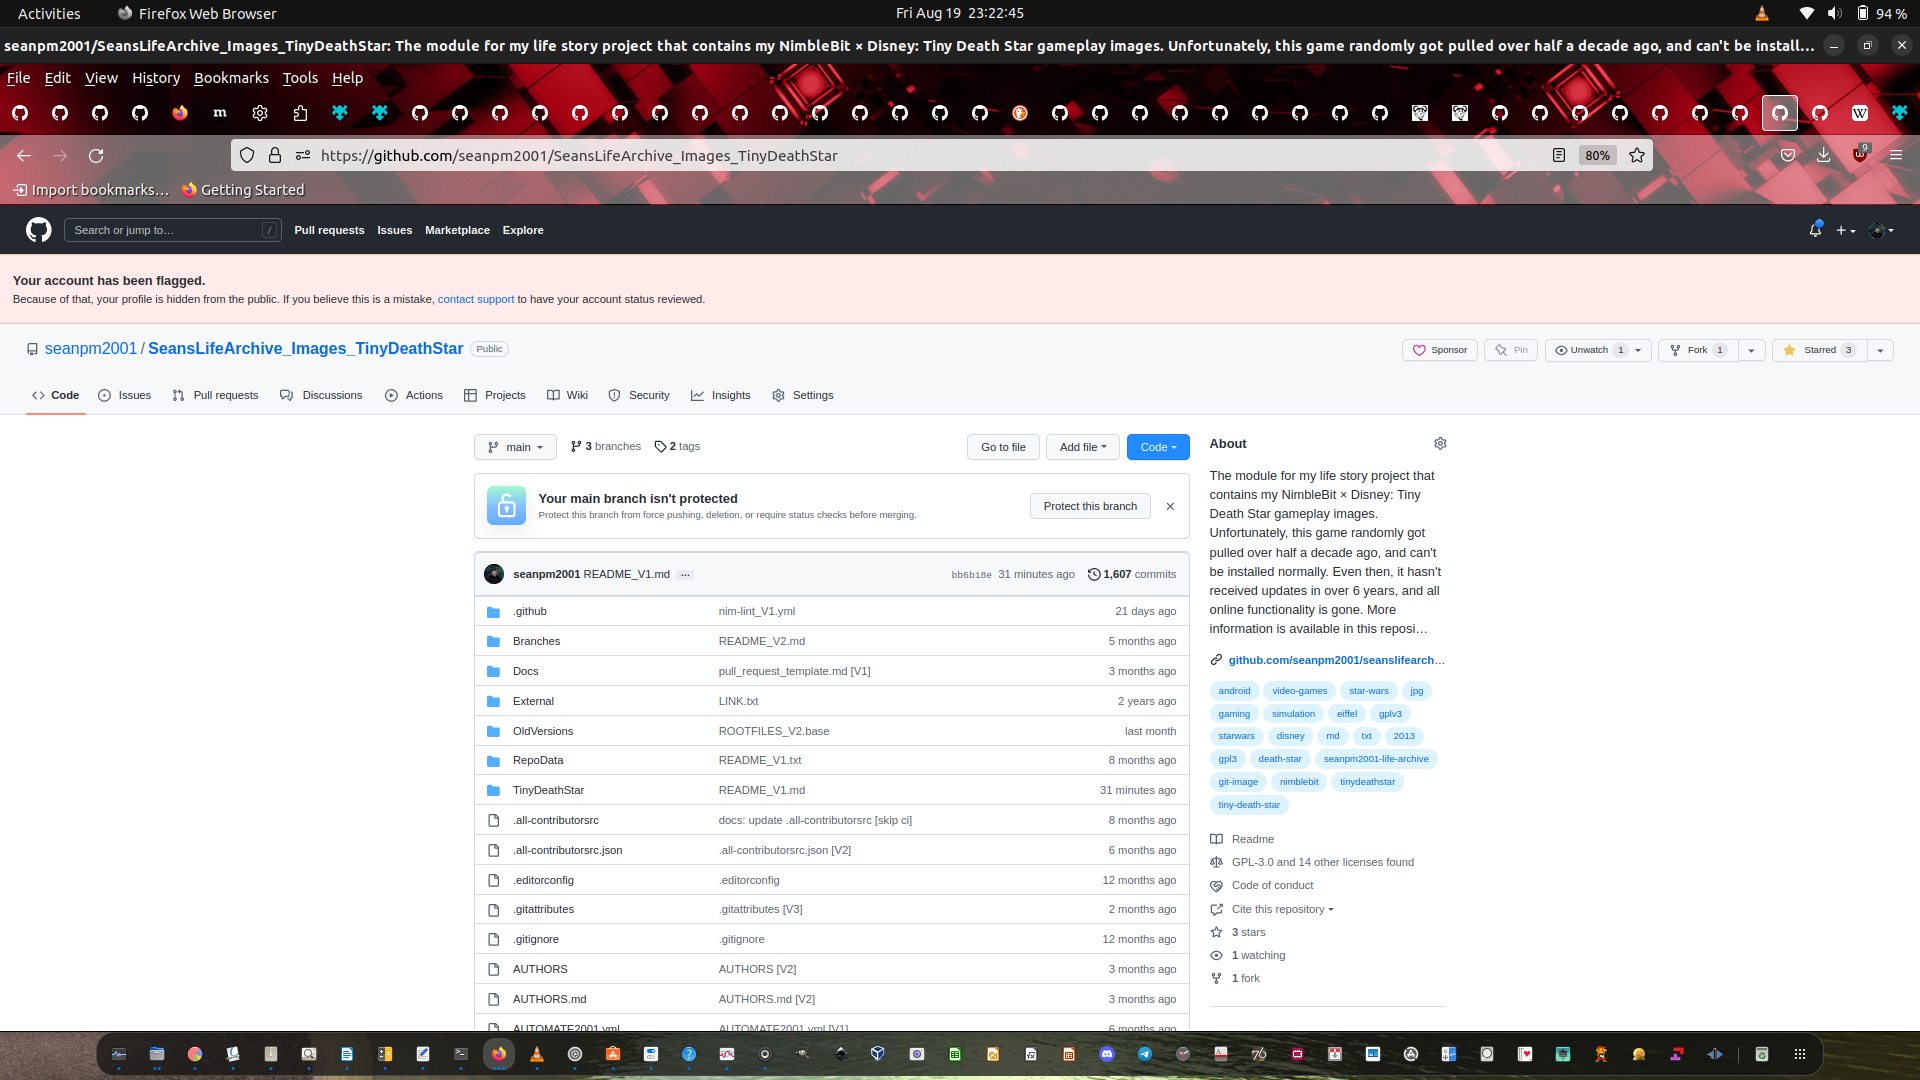 Activities
Firefox Web Browser
Fri Aug 19 23:22:45
94 %
seanpm2001/SeansLifeArchive_Images_TinyDeathStar: The module for my life story project that contains my NimbleBit × Disney: Tiny Death Star gameplay images. Unfortunately, this game randomly got pulled over half a decade ago, and can't be install…
File Edit View History Bookmarks Tools Help
https://github.com/seanpm2001/SeansLifeArchive_Images_TinyDeathStar
80%
9
Import bookmarks…
Getting Started
Search or jump to…
/
Pull requests Issues Marketplace Explore
Your account has been flagged.
Because of that, your profile is hidden from the public. If you believe this is a mistake, contact support to have your account status reviewed.
seanpm2001 / SeansLifeArchive_Images_TinyDeathStar Public
Sponsor
Pin
Unwatch 1
Fork 1
Starred 3
Code
Issues
Pull requests
Discussions
Actions
Projects
Wiki
Security
Insights
Settings
main
3 branches
2 tags
Go to file
Add file
Code
Your main branch isn't protected
Protect this branch from force pushing, deletion, or require status checks before merging.
Protect this branch
seanpm2001 README_V1.md … bb6b18e 31 minutes ago 1,607 commits
.github nim-lint_V1.yml 21 days ago
Branches README_V2.md 5 months ago
Docs pull_request_template.md [V1] 3 months ago
External LINK.txt 2 years ago
OldVersions ROOTFILES_V2.base last month
RepoData README_V1.txt 8 months ago
TinyDeathStar README_V1.md 31 minutes ago
.all-contributorsrc docs: update .all-contributorsrc [skip ci] 8 months ago
.all-contributorsrc.json .all-contributorsrc.json [V2] 6 months ago
.editorconfig .editorconfig 12 months ago
.gitattributes .gitattributes [V3] 2 months ago
.gitignore .gitignore 12 months ago
AUTHORS AUTHORS [V2] 3 months ago
AUTHORS.md AUTHORS.md [V2] 3 months ago
AUTOMATE2001.yml AUTOMATE2001.yml [V1] 6 months ago
About
The module for my life story project that
contains my NimbleBit × Disney: Tiny
Death Star gameplay images.
Unfortunately, this game randomly got
pulled over half a decade ago, and can't
be installed normally. Even then, it hasn't
received updates in over 6 years, and all
online functionality is gone. More
information is available in this reposi…
github.com/seanpm2001/seanslifearch…
android video-games star-wars jpg
gaming simulation eiffel gplv3
starwars disney md txt 2013
gpl3 death-star seanpm2001-life-archive
git-image nimblebit tinydeathstar
tiny-death-star
Readme
GPL-3.0 and 14 other licenses found
Code of conduct
Cite this repository
3 stars
1 watching
1 fork